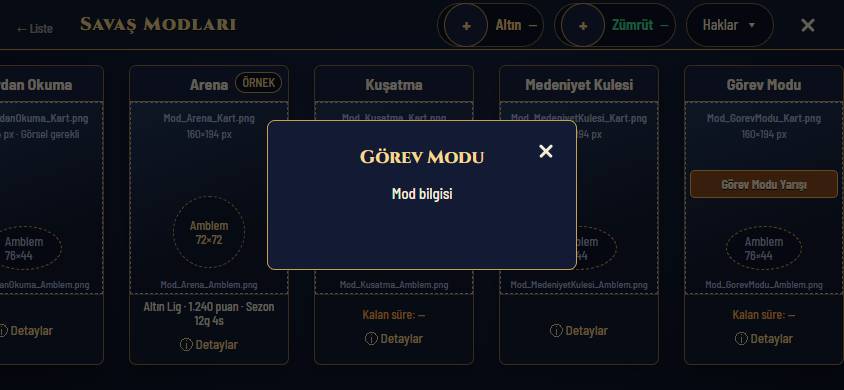 ← Liste
Savaş Modları
+
Altın —
+
Zümrüt —
Haklar ▼
✕
dan Okuma
Arena
ÖRNEK
Kuşatma
Medeniyet Kulesi
Görev Modu
danOkuma_Kart.png
px · Görsel gerekli
Mod_Arena_Kart.png
160×194 px
Mod_Kusatma_Kart.png
Mod_MedeniyetKulesi_Kart.png
94 px
Mod_GorevModu_Kart.png
160×194 px
Görev Modu
✕
Mod bilgisi
Görev Modu Yarışı
Amblem
76×44
Amblem
72×72
blem
44
Amblem
76×44
danOkuma_Amblem.png
Mod_Arena_Amblem.png
Mod_Kusatma_Amblem.png
Mod_MedeniyetKulesi_Amblem.png
Mod_GorevModu_Amblem.png
Altın Lig · 1.240 puan · Sezon
12g 4s
Kalan süre: —
Kalan süre: —
Detaylar
Detaylar
Detaylar
Detaylar
Detaylar